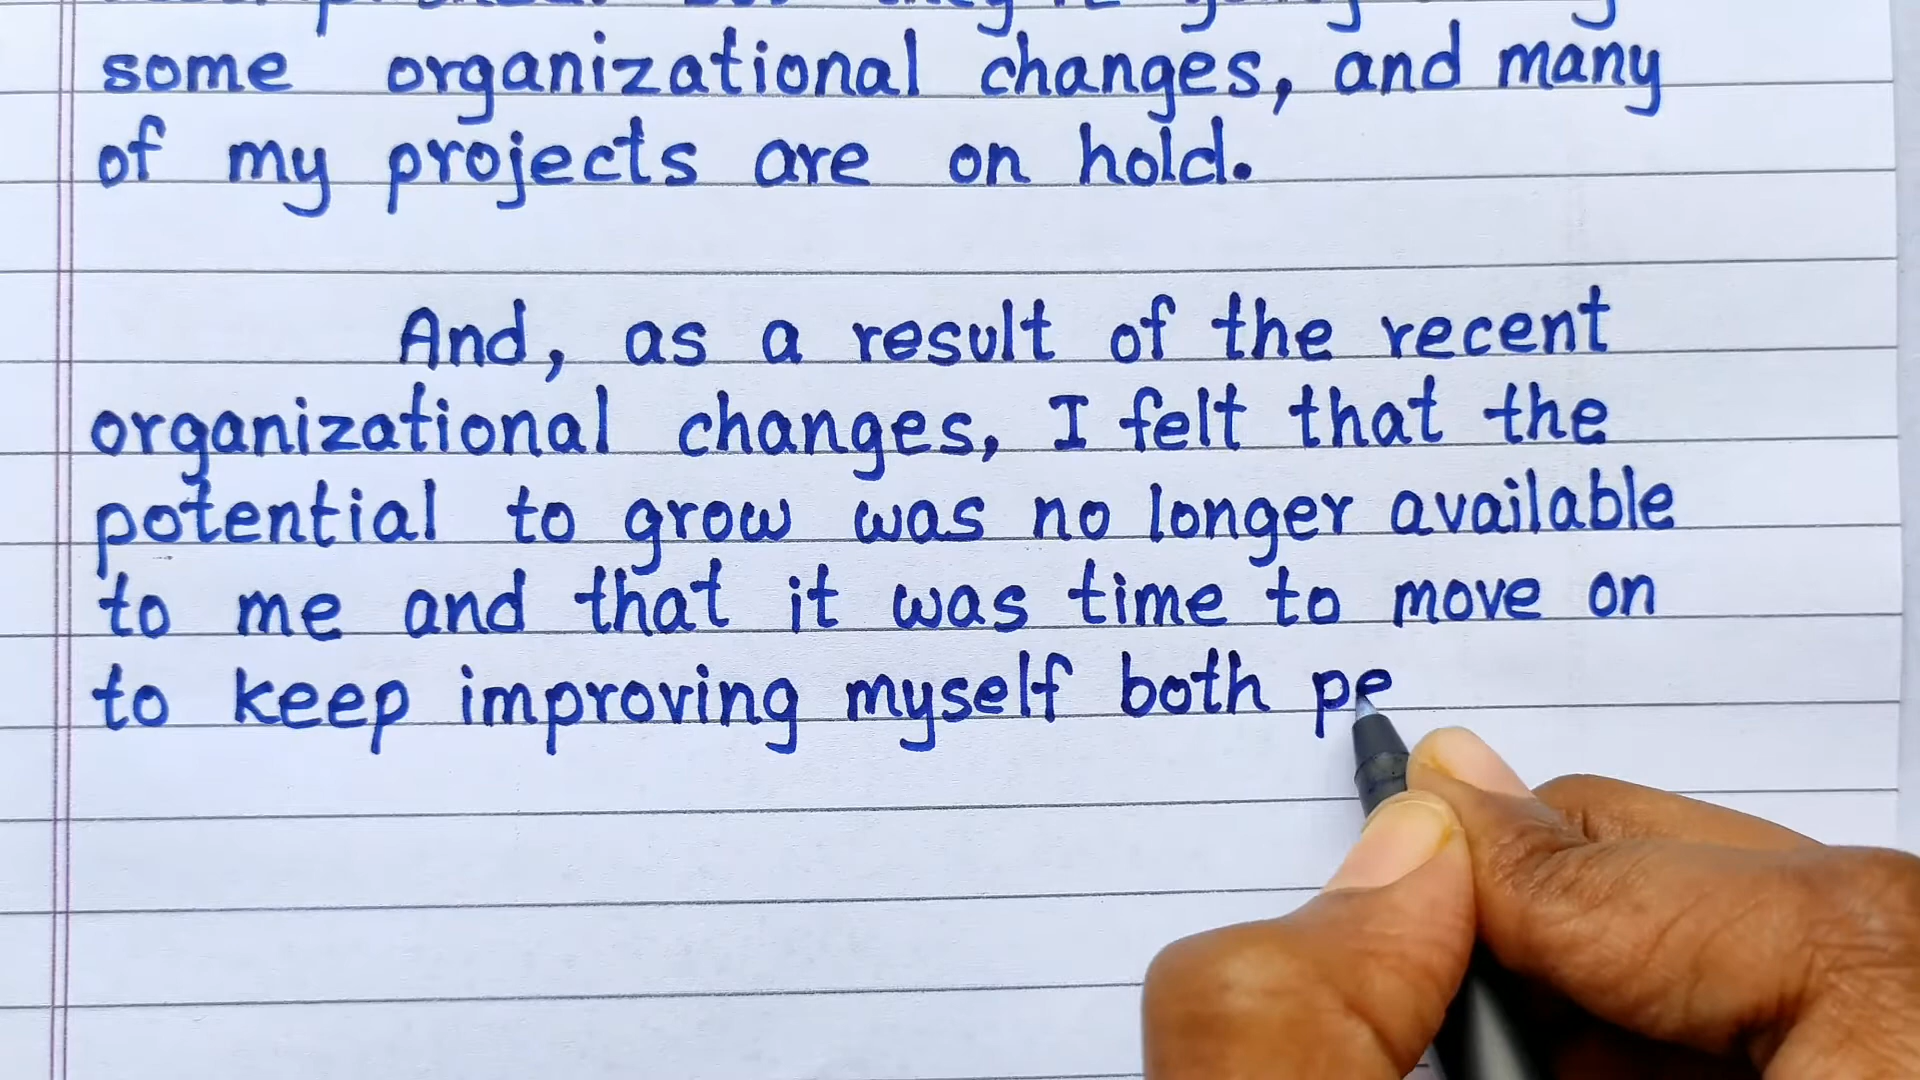 some organizational changes, and many
of my projects are on hold.
And, as a result of the recent
organizational changes, I felt that the
potential to grow was no longer available
to me and that it was time to move on
to keep improving myself both pe